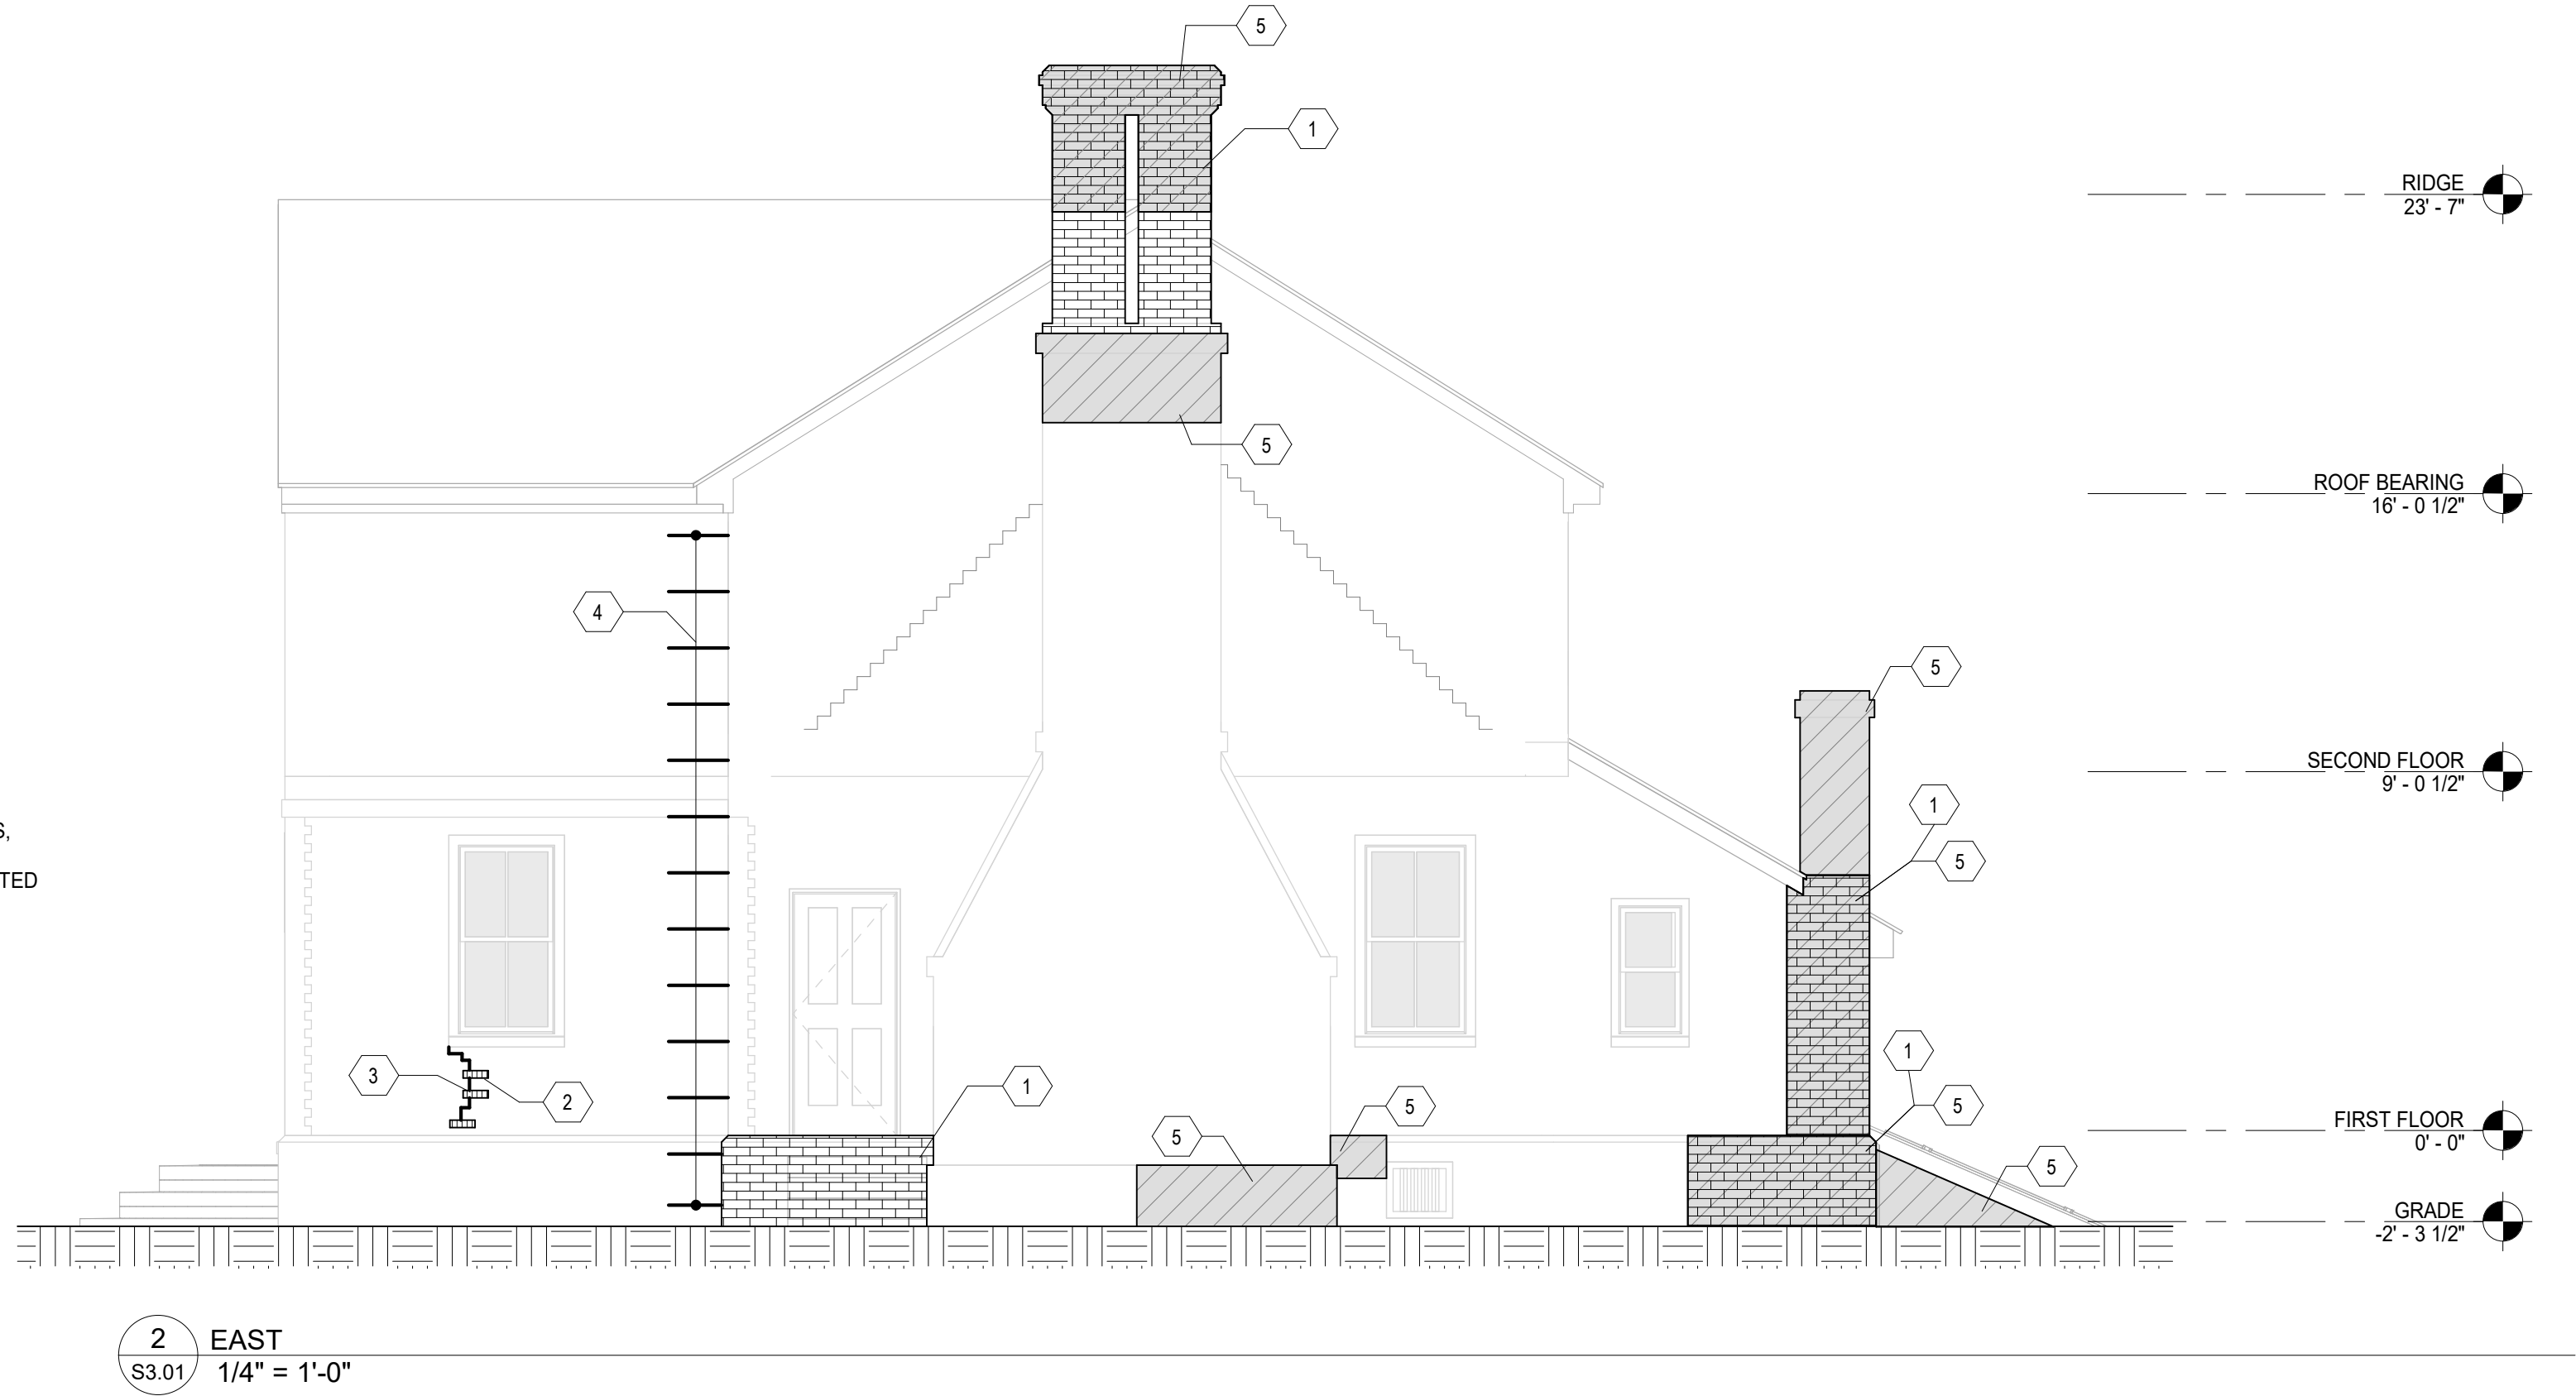 5
1
RIDGE
23' - 7"
5
ROOF BEARING
16' - 0 1/2"
4
5
SECOND FLOOR
9' - 0 1/2"
1
S,
5
TED
1
3
1
2
5
5
5
FIRST FLOOR
0' - 0"
5
GRADE
-2' - 3 1/2"
2
EAST
S3.01
1/4" = 1'-0"